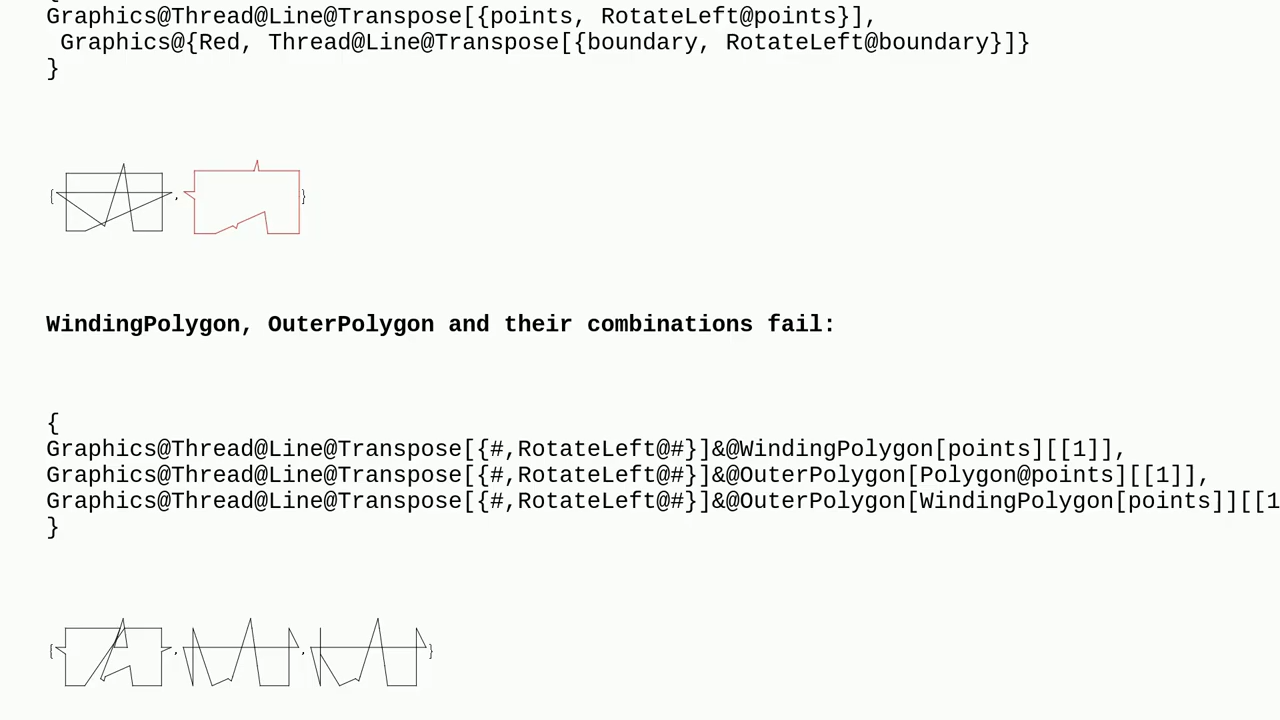 {
Graphics@Thread@Line@Transpose[{points, RotateLeft@points}],
Graphics@{Red, Thread@Line@Transpose[{boundary, RotateLeft@boundary}]}
}
{ , }
WindingPolygon, OuterPolygon and their combinations fail:
{
Graphics@Thread@Line@Transpose[{#,RotateLeft@#}]&@WindingPolygon[points][[1]],
Graphics@Thread@Line@Transpose[{#,RotateLeft@#}]&@OuterPolygon[Polygon@points][[1]],
Graphics@Thread@Line@Transpose[{#,RotateLeft@#}]&@OuterPolygon[WindingPolygon[points]][[1
}
{ , , }